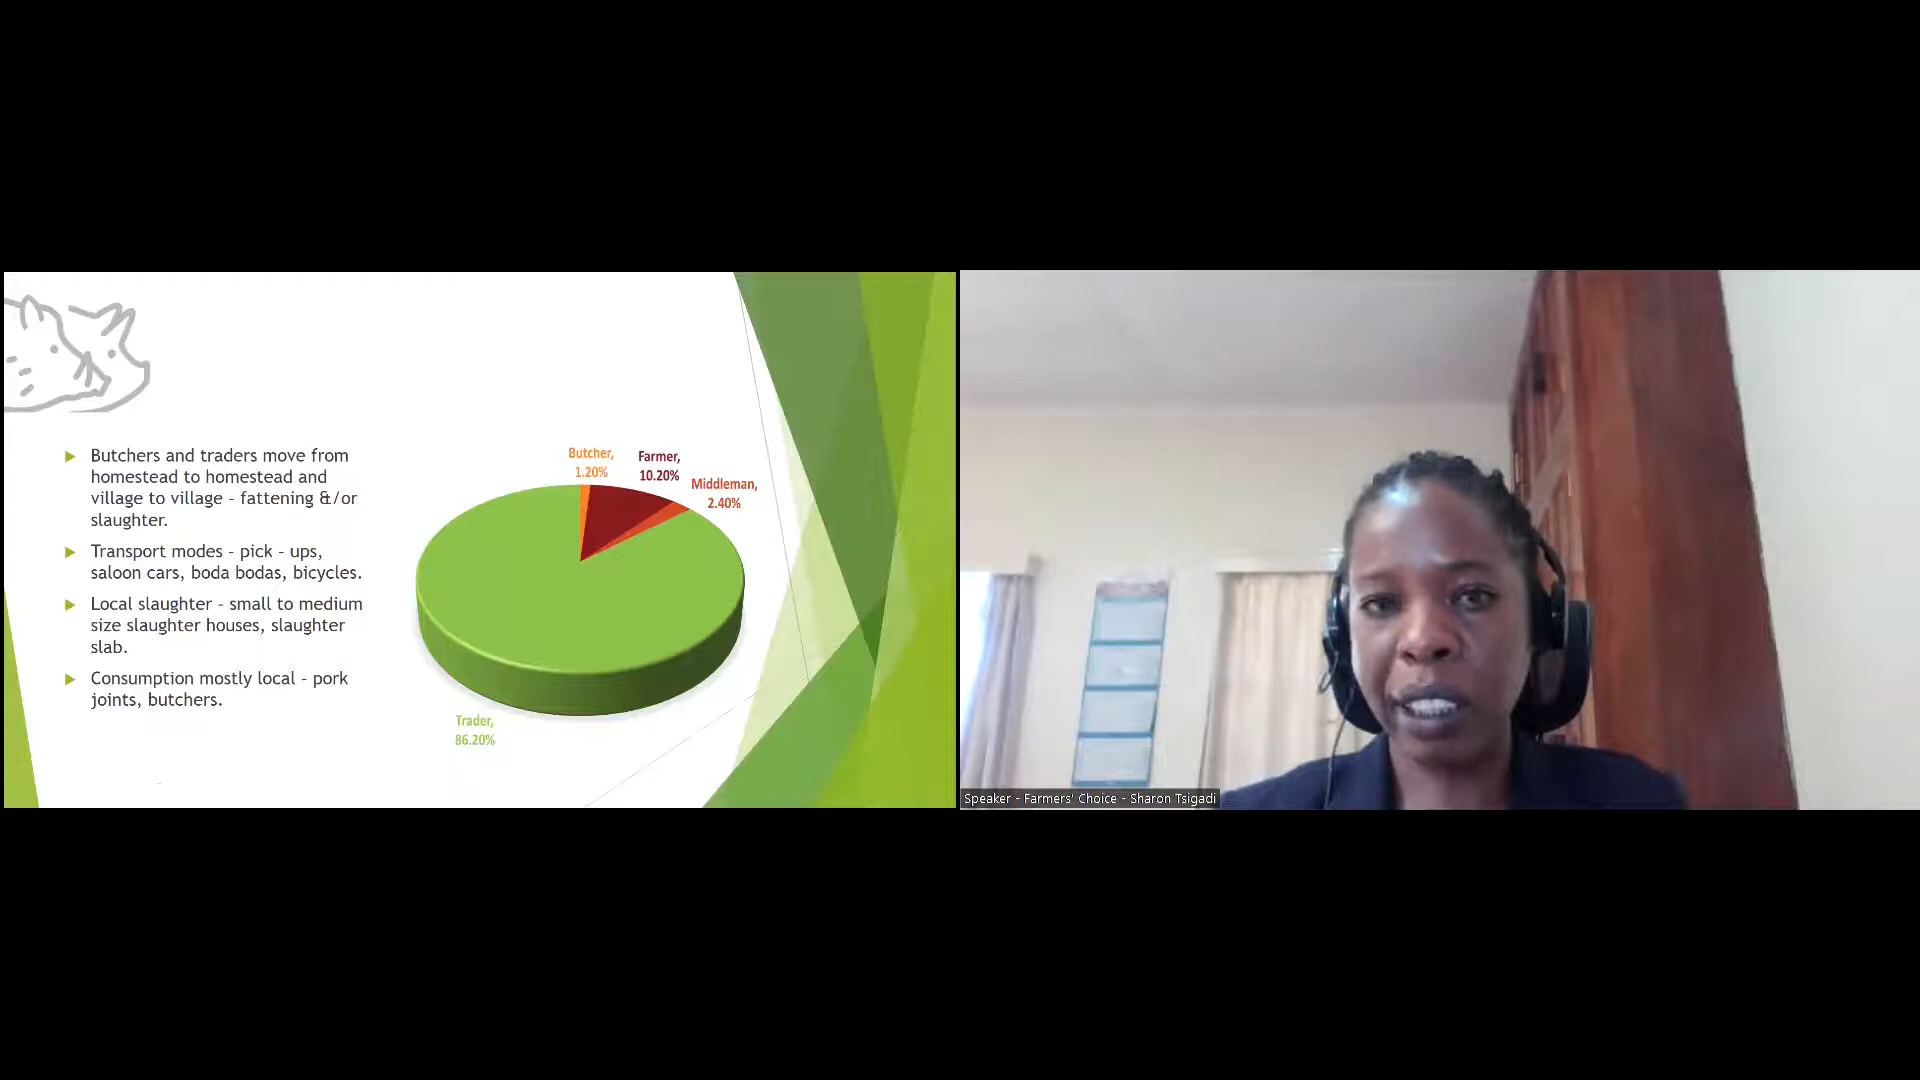 Butchers and traders move from
homestead to homestead and
village to village - fattening &/or
slaughter.
Transport modes - pick - ups,
saloon cars, boda bodas, bicycles.
Local slaughter - small to medium
size slaughter houses, slaughter
slab.
Consumption mostly local - pork
joints, butchers.
Butcher,
1.20%
Farmer,
10.20%
Middleman,
2.40%
Trader,
86.20%
Speaker - Farmers' Choice - Sharon Tsigadi